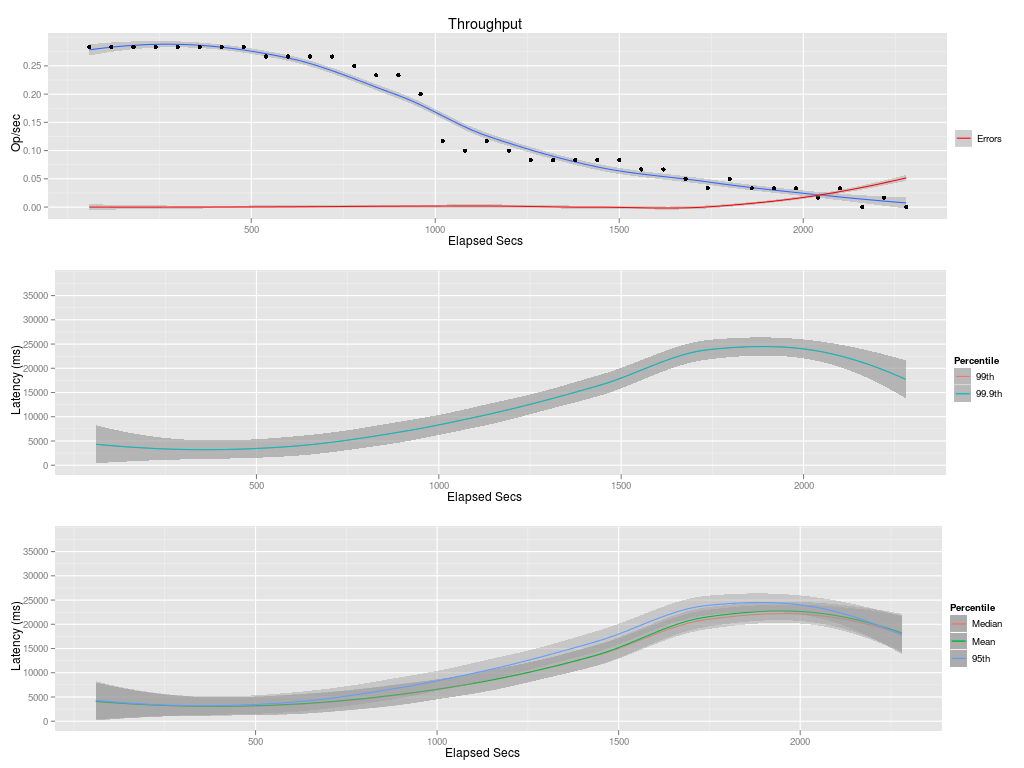 Throughput
0.25
0.20
0.15
0.10
0.05
0.00
Op/sec
500 1000 1500 2000
Elapsed Secs
Errors
35000
30000
25000
20000
15000
10000
5000
0
Latency (ms)
500 1000 1500 2000
Elapsed Secs
Percentile
99th
99.9th
35000
30000
25000
20000
15000
10000
5000
0
Latency (ms)
500 1000 1500 2000
Elapsed Secs
Percentile
Median
Mean
95th